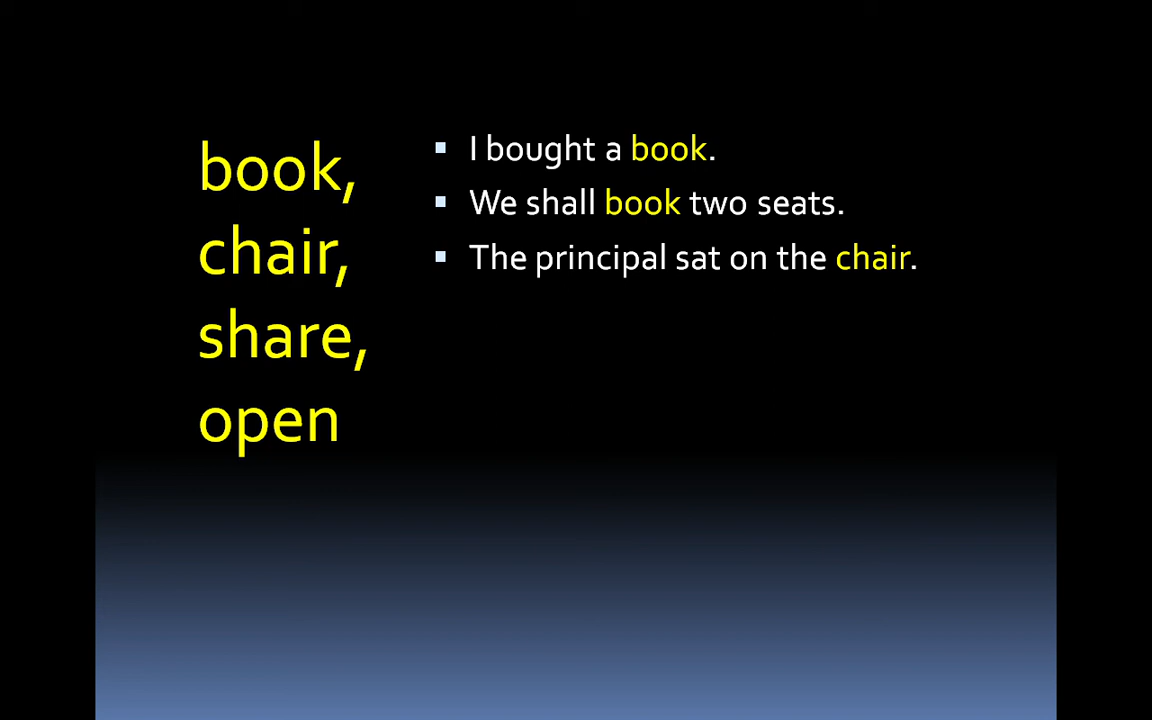 book,
chair,
share,
open
I bought a book.
We shall book two seats.
The principal sat on the chair.